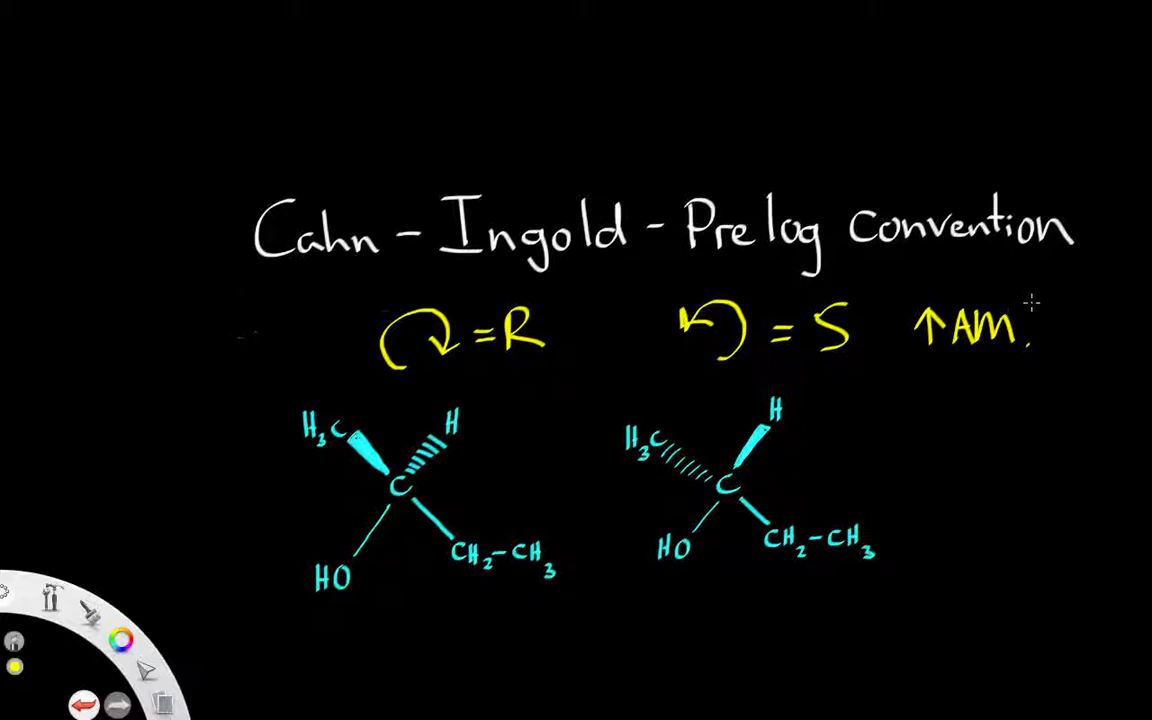 Cahn - Ingold - Prelog convention
= R = S ↑AM.
H₃C H H₃C H
C C
HO CH₂-CH₃ HO CH₂-CH₃